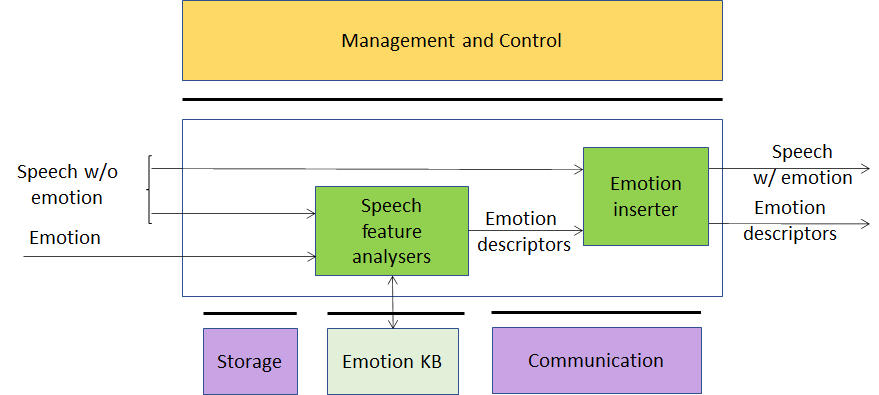 Management and Control
Speech w/o
emotion
Emotion
Speech
feature
analysers
Emotion
descriptors
Emotion
inserter
Speech
w/ emotion
Emotion
descriptors
Storage
Emotion KB
Communication